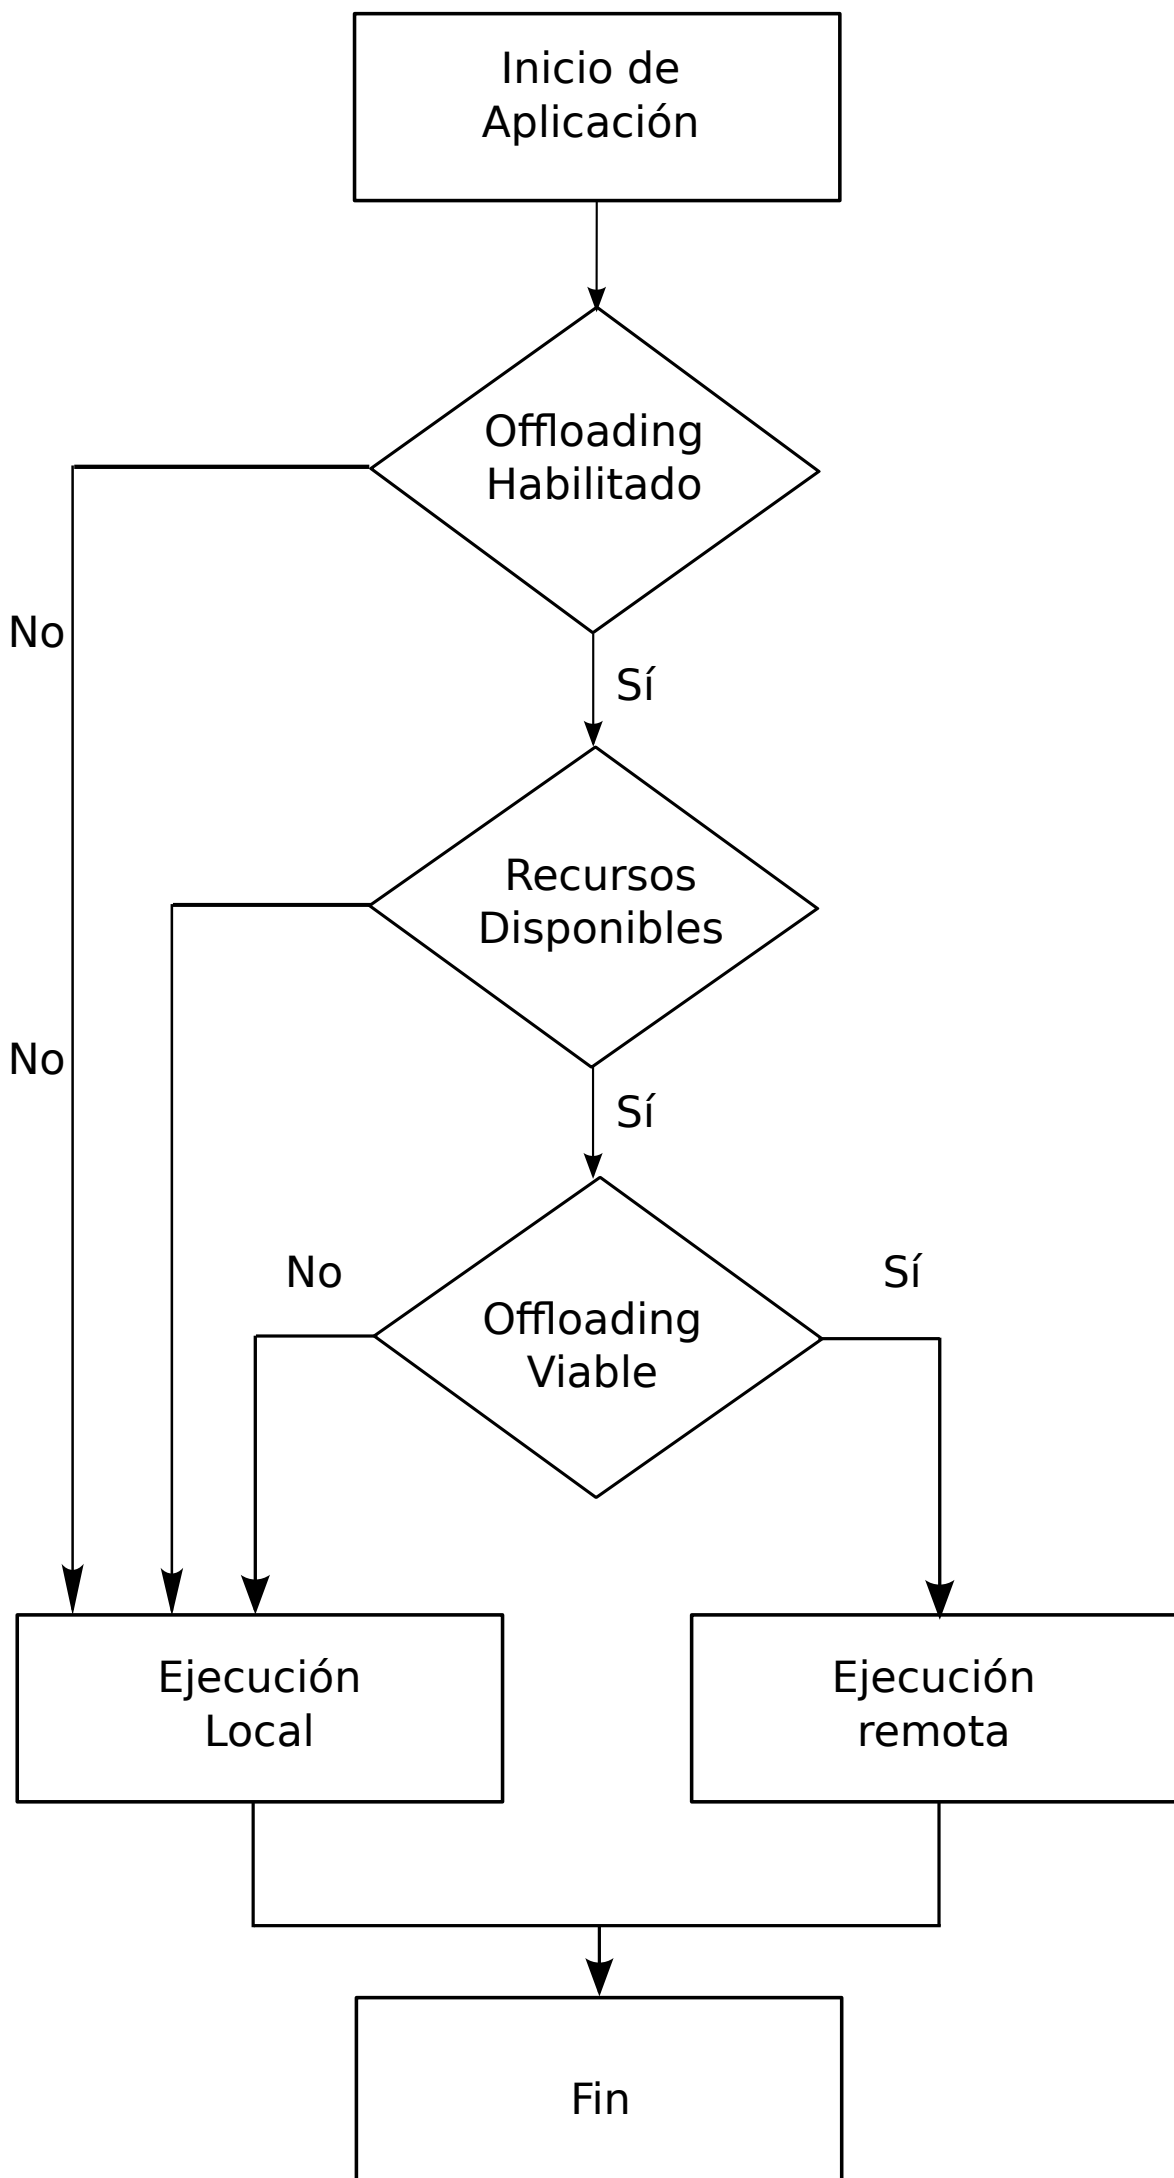 Inicio de
Aplicación
Offloading
Habilitado
No
Sí
Recursos
Disponibles
No
Sí
No
Sí
Offloading
Viable
Ejecución
Local
Ejecución
remota
Fin